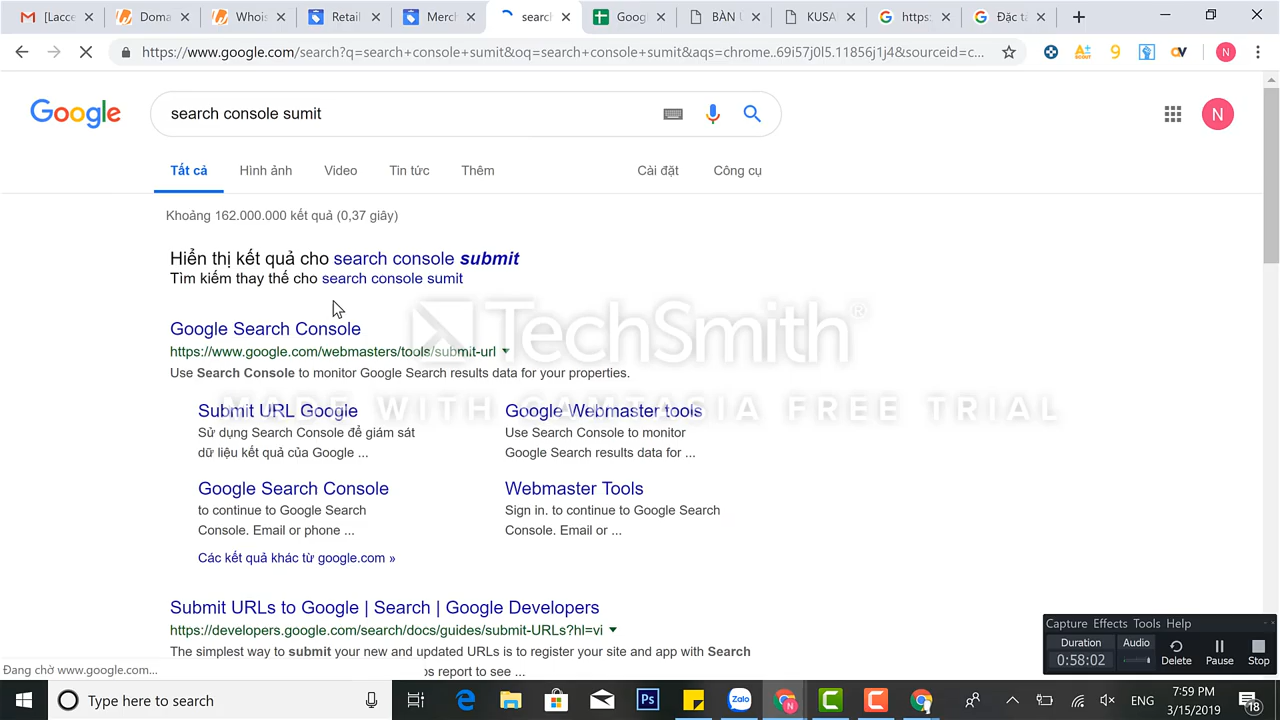 [Lacce
Doma
Whois
Retail
Merch
search
Goog
BẢN
KUSA
https:
Đặc tả
https://www.google.com/search?q=search+console+sumit&oq=search+console+sumit&aqs=chrome..69i57j0l5.11856j1j4&sourceid=c...
N
Google
search console sumit
N
Tất cả Hình ảnh Video Tin tức Thêm Cài đặt Công cụ
Khoảng 162.000.000 kết quả (0,37 giây)
Hiển thị kết quả cho search console submit
Tìm kiếm thay thế cho search console sumit
TechSmith®
MADE WITH CAMTASIA FREE TRIAL
Google Search Console
https://www.google.com/webmasters/tools/submit-url
Use Search Console to monitor Google Search results data for your properties.
Submit URL Google
Sử dụng Search Console để giám sát
dữ liệu kết quả của Google ...
Google Webmaster tools
Use Search Console to monitor
Google Search results data for ...
Google Search Console
to continue to Google Search
Console. Email or phone ...
Webmaster Tools
Sign in. to continue to Google Search
Console. Email or ...
Các kết quả khác từ google.com »
Submit URLs to Google | Search | Google Developers
https://developers.google.com/search/docs/guides/submit-URLs?hl=vi
The simplest way to submit your new and updated URLs is to register your site and app with Search
os report to see ...
Đang chờ www.google.com...
Capture Effects Tools Help
Duration Audio
0:58:02
Delete Pause Stop
Type here to search
Ps
Zalo
N
ENG
7:59 PM
3/15/2019
18